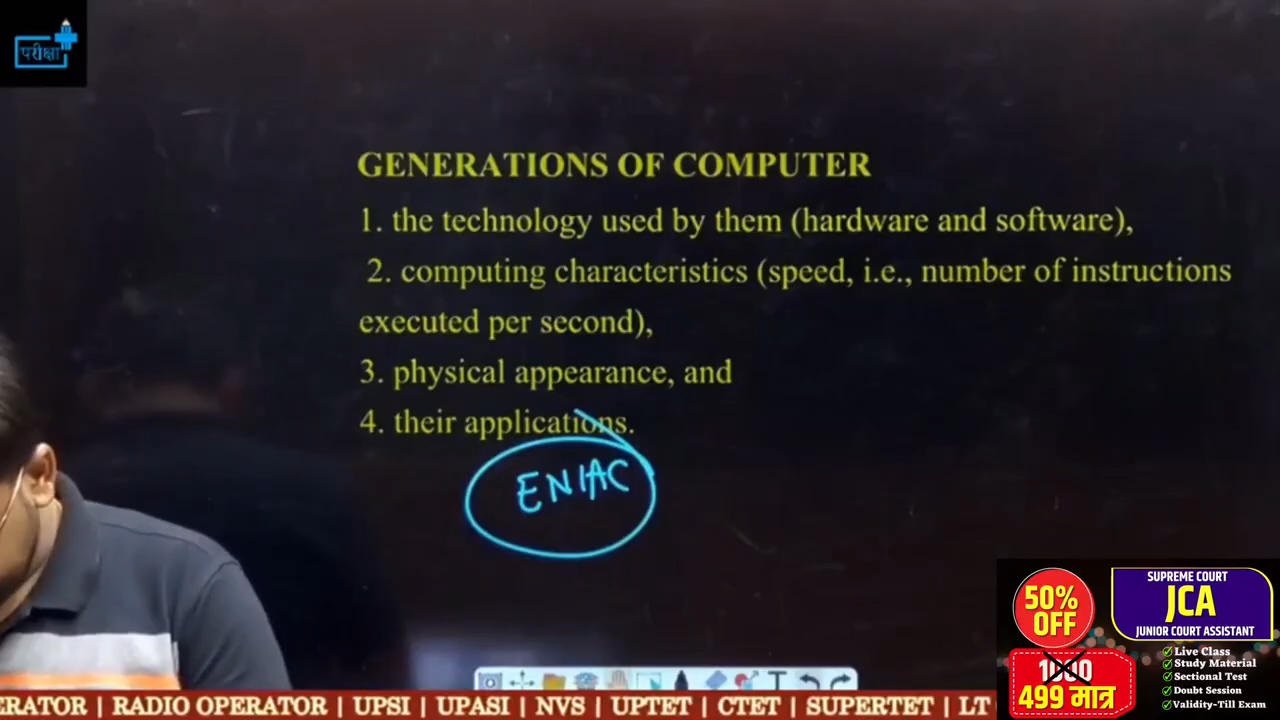 परीक्षा
GENERATIONS OF COMPUTER
1. the technology used by them (hardware and software),
2. computing characteristics (speed, i.e., number of instructions
executed per second),
3. physical appearance, and
4. their applications.
ENIAC
50%
OFF
1000
499 मात्र
SUPREME COURT
JCA
JUNIOR COURT ASSISTANT
Live Class
Study Material
Sectional Test
Doubt Session
Validity-Till Exam
ERATOR | RADIO OPERATOR | UPSI | UPASI | NVS | UPTET | CTET | SUPERTET | LT